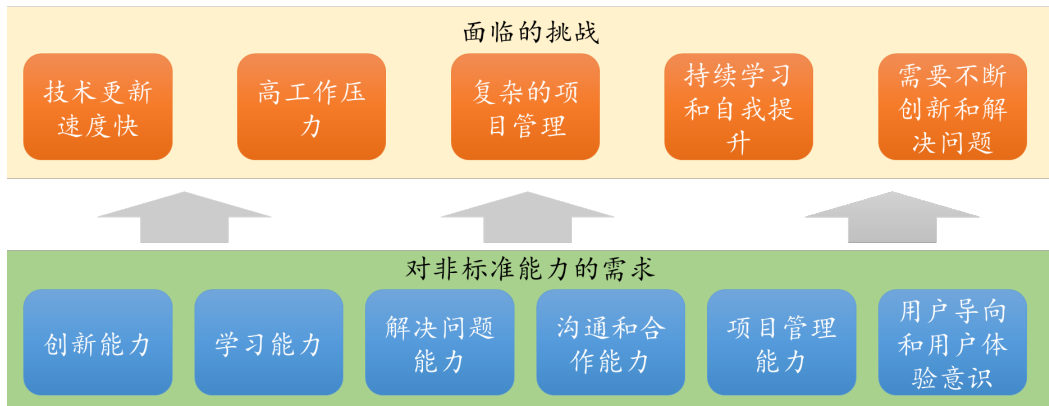 面临的挑战
技术更新
速度快
高工作压
力
复杂的项
目管理
持续学习
和自我提
升
需要不断
创新和解
决问题
对非标准能力的需求
创新能力
学习能力
解决问题
能力
沟通和合
作能力
项目管理
能力
用户导向
和用户体
验意识